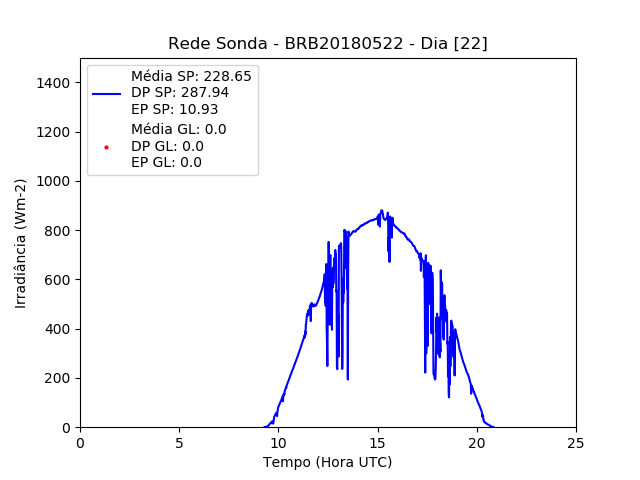 Rede Sonda - BRB20180522 - Dia [22]
Média SP: 228.65
DP SP: 287.94
EP SP: 10.93
Média GL: 0.0
DP GL: 0.0
EP GL: 0.0
Irradiância (Wm-2)
1400
1200
1000
800
600
400
200
0
0 5 10 15 20 25
Tempo (Hora UTC)